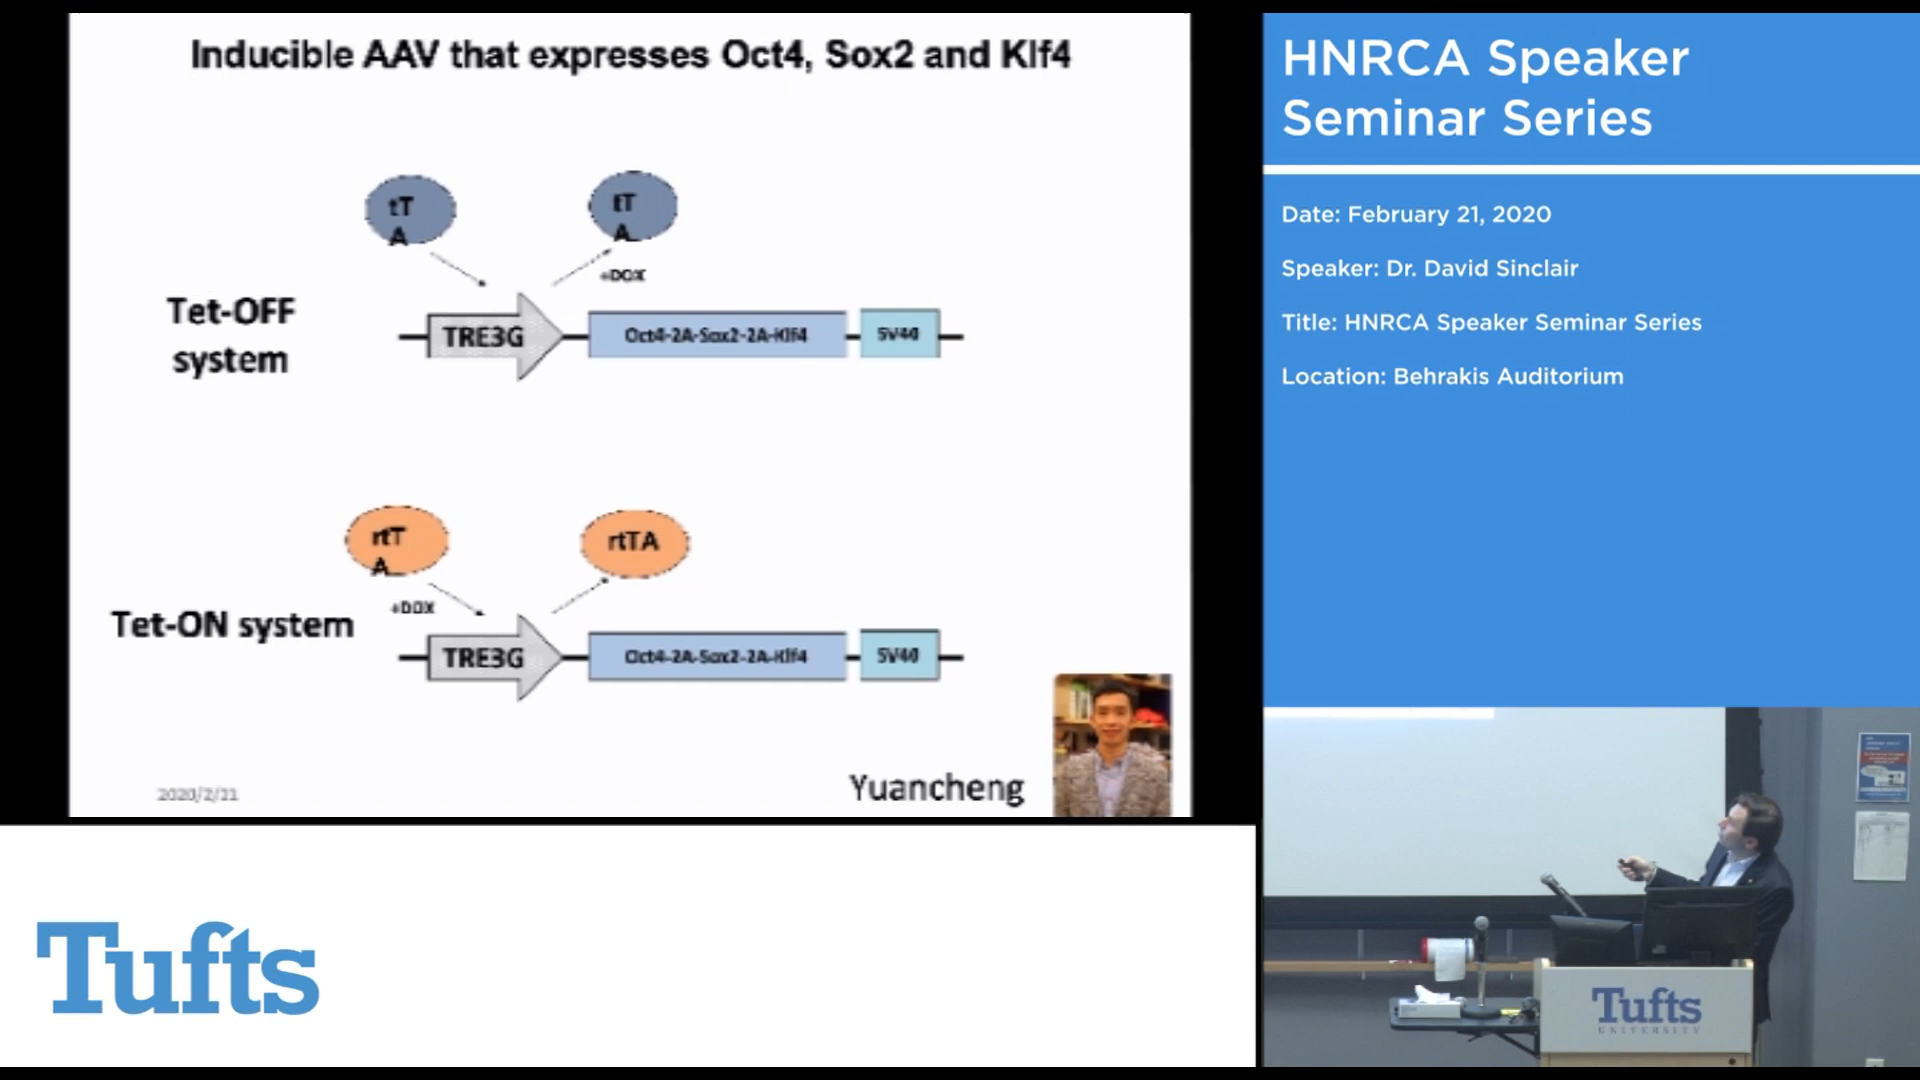 Inducible AAV that expresses Oct4, Sox2 and Klf4
tT
A
tT
A
+DOX
Tet-OFF
system
TRE3G
Oct4-2A-Sox2-2A-Klf4
SV40
rtT
A
rtTA
+DOX
Tet-ON system
TRE3G
Oct4-2A-Sox2-2A-Klf4
SV40
Yuancheng
2020/2/21
HNRCA Speaker
Seminar Series
Date: February 21, 2020
Speaker: Dr. David Sinclair
Title: HNRCA Speaker Seminar Series
Location: Behrakis Auditorium
Tufts
Tufts
UNIVERSITY